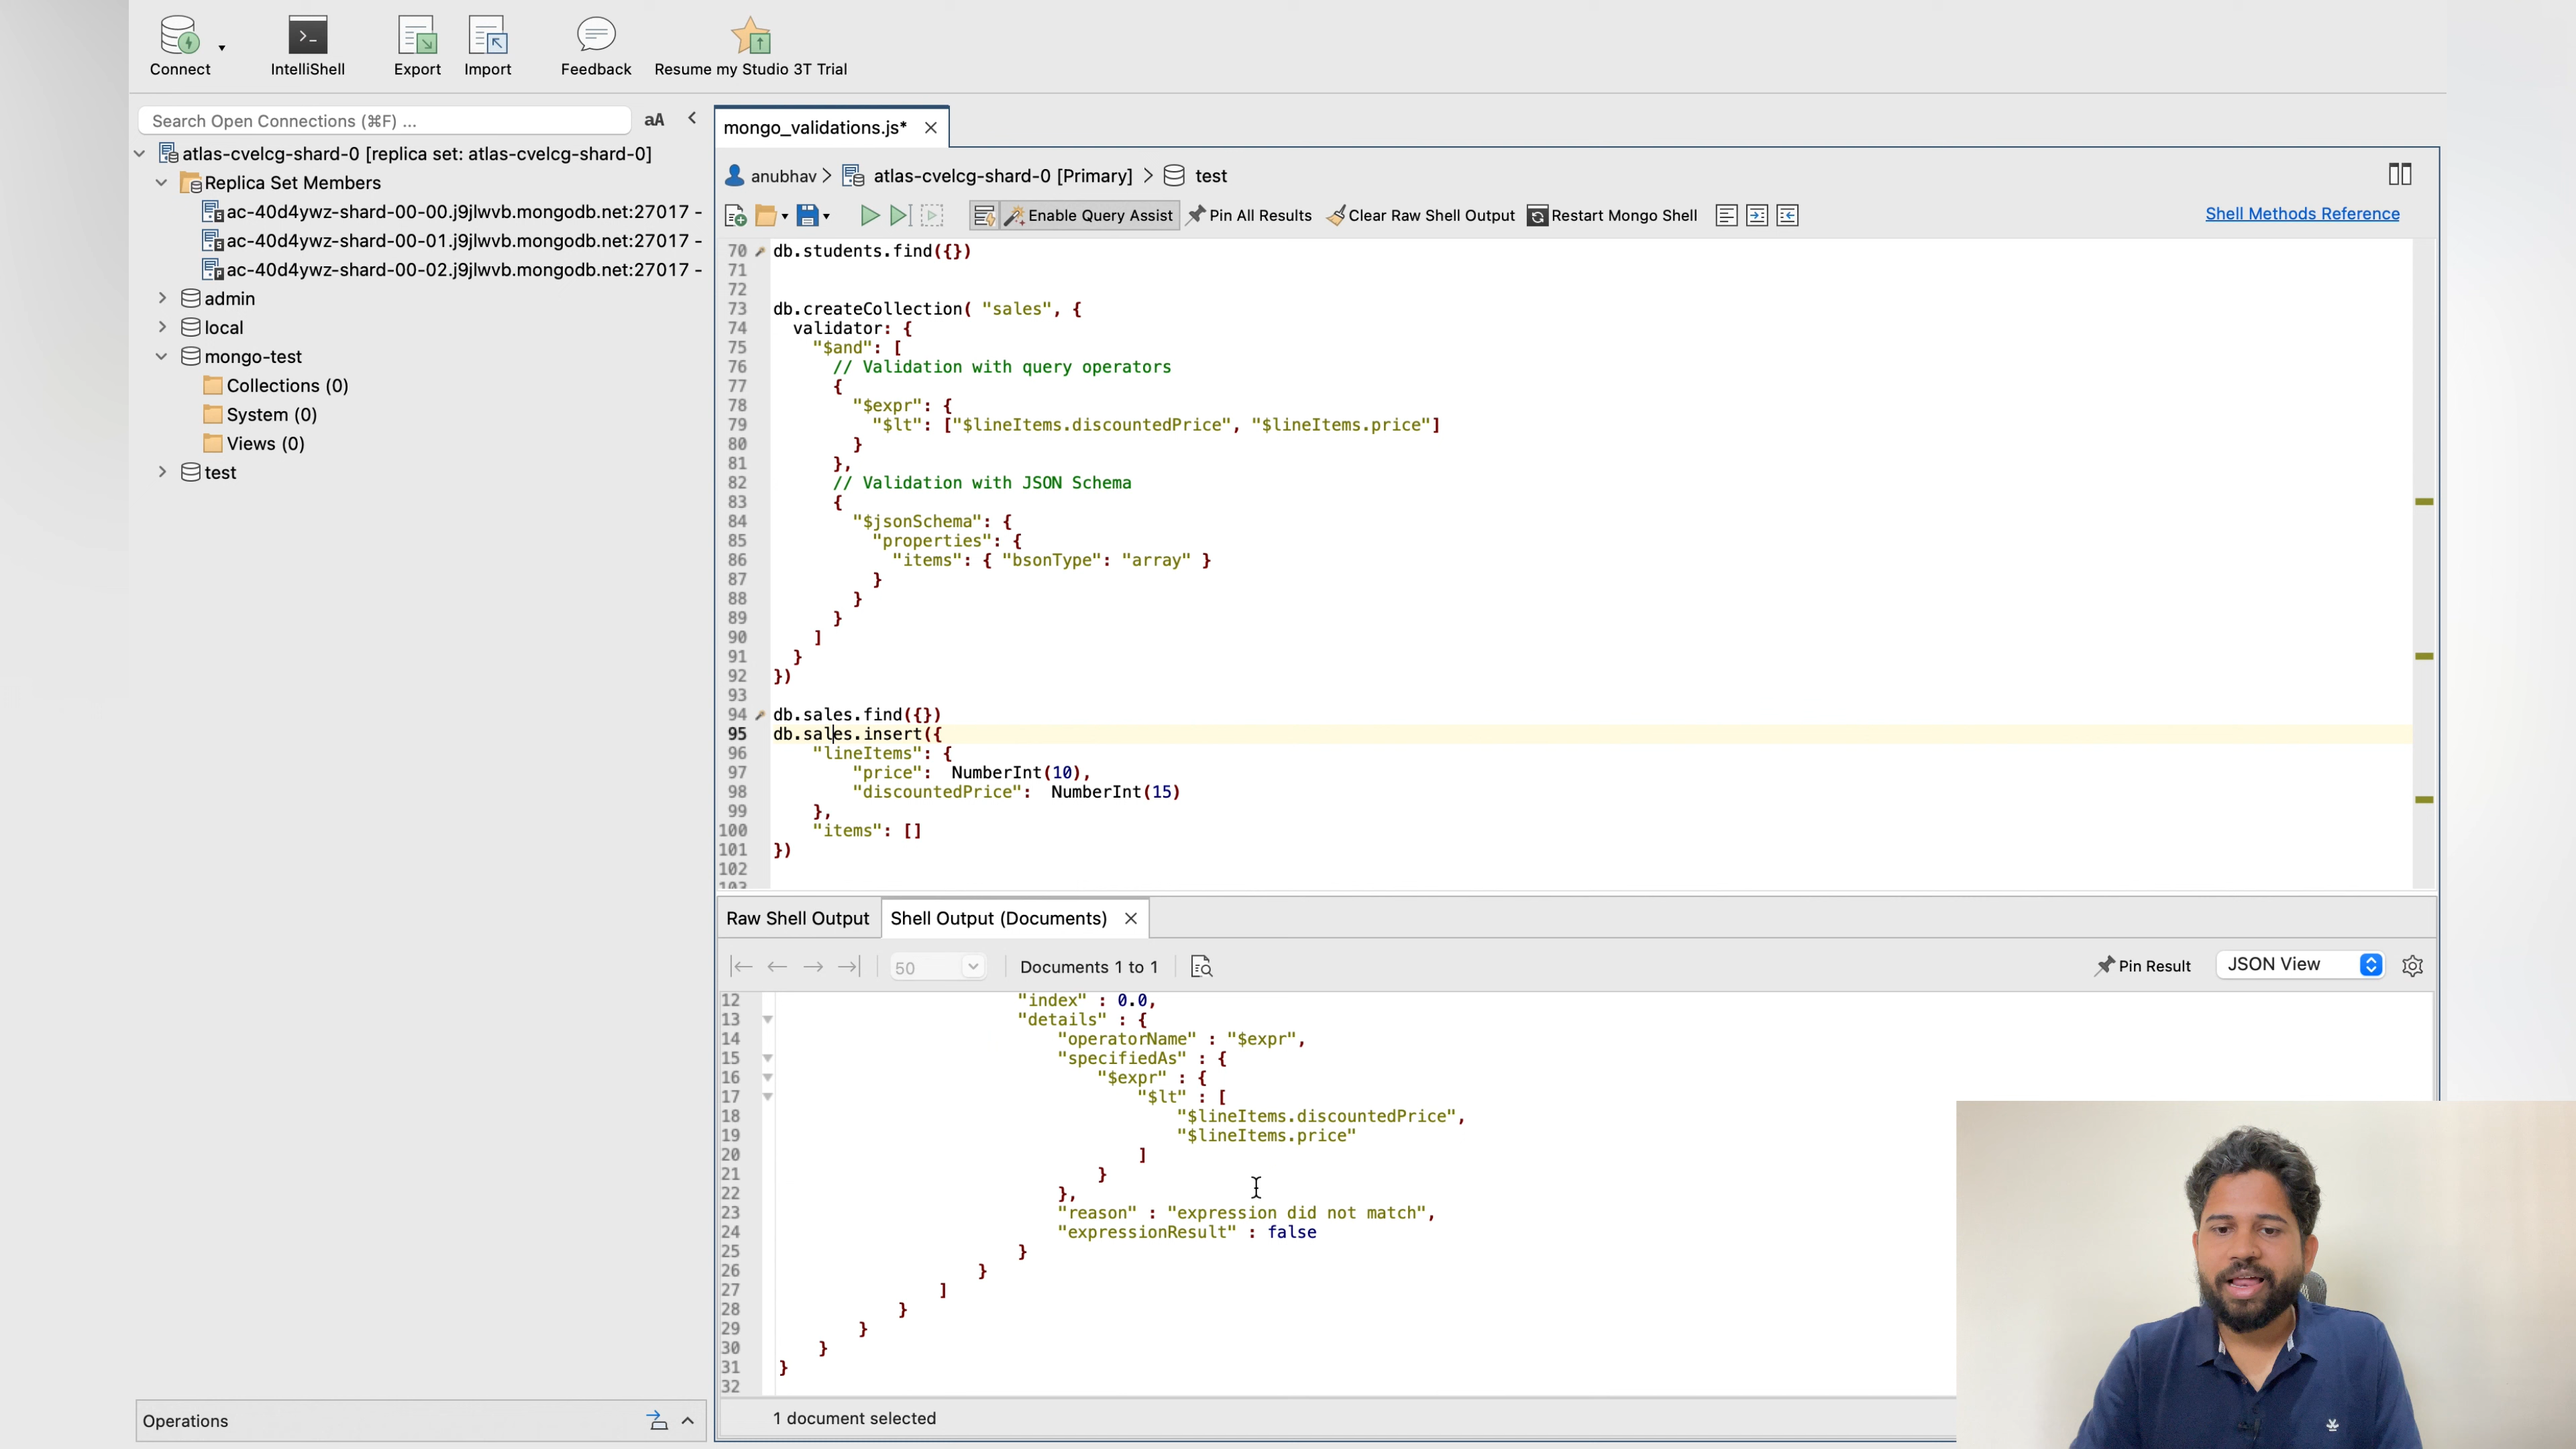 Connect
IntelliShell
Export
Import
Feedback
Resume my Studio 3T Trial
Search Open Connections (⌘F) ...
aA
atlas-cvelcg-shard-0 [replica set: atlas-cvelcg-shard-0]
Replica Set Members
ac-40d4ywz-shard-00-00.j9jlwvb.mongodb.net:27017 -
ac-40d4ywz-shard-00-01.j9jlwvb.mongodb.net:27017 -
ac-40d4ywz-shard-00-02.j9jlwvb.mongodb.net:27017 -
admin
local
mongo-test
Collections (0)
System (0)
Views (0)
test
Operations
mongo_validations.js*
anubhav > atlas-cvelcg-shard-0 [Primary] > test
Enable Query Assist Pin All Results Clear Raw Shell Output Restart Mongo Shell Shell Methods Reference
70 db.students.find({})
71
72
73 db.createCollection( "sales", {
74 validator: {
75 "$and": [
76 // Validation with query operators
77 {
78 "$expr": {
79 "$lt": ["$lineItems.discountedPrice", "$lineItems.price"]
80 }
81 },
82 // Validation with JSON Schema
83 {
84 "$jsonSchema": {
85 "properties": {
86 "items": { "bsonType": "array" }
87 }
88 }
89 }
90 ]
91 }
92 })
93
94 db.sales.find({})
95 db.sales.insert({
96 "lineItems": {
97 "price": NumberInt(10),
98 "discountedPrice": NumberInt(15)
99 },
100 "items": []
101 })
102
103
Raw Shell Output
Shell Output (Documents)
50
Documents 1 to 1
Pin Result
JSON View
12 "index" : 0.0,
13 "details" : {
14 "operatorName" : "$expr",
15 "specifiedAs" : {
16 "$expr" : {
17 "$lt" : [
18 "$lineItems.discountedPrice",
19 "$lineItems.price"
20 ]
21 }
22 },
23 "reason" : "expression did not match",
24 "expressionResult" : false
25 }
26 }
27 ]
28 }
29 }
30 }
31 }
32
1 document selected